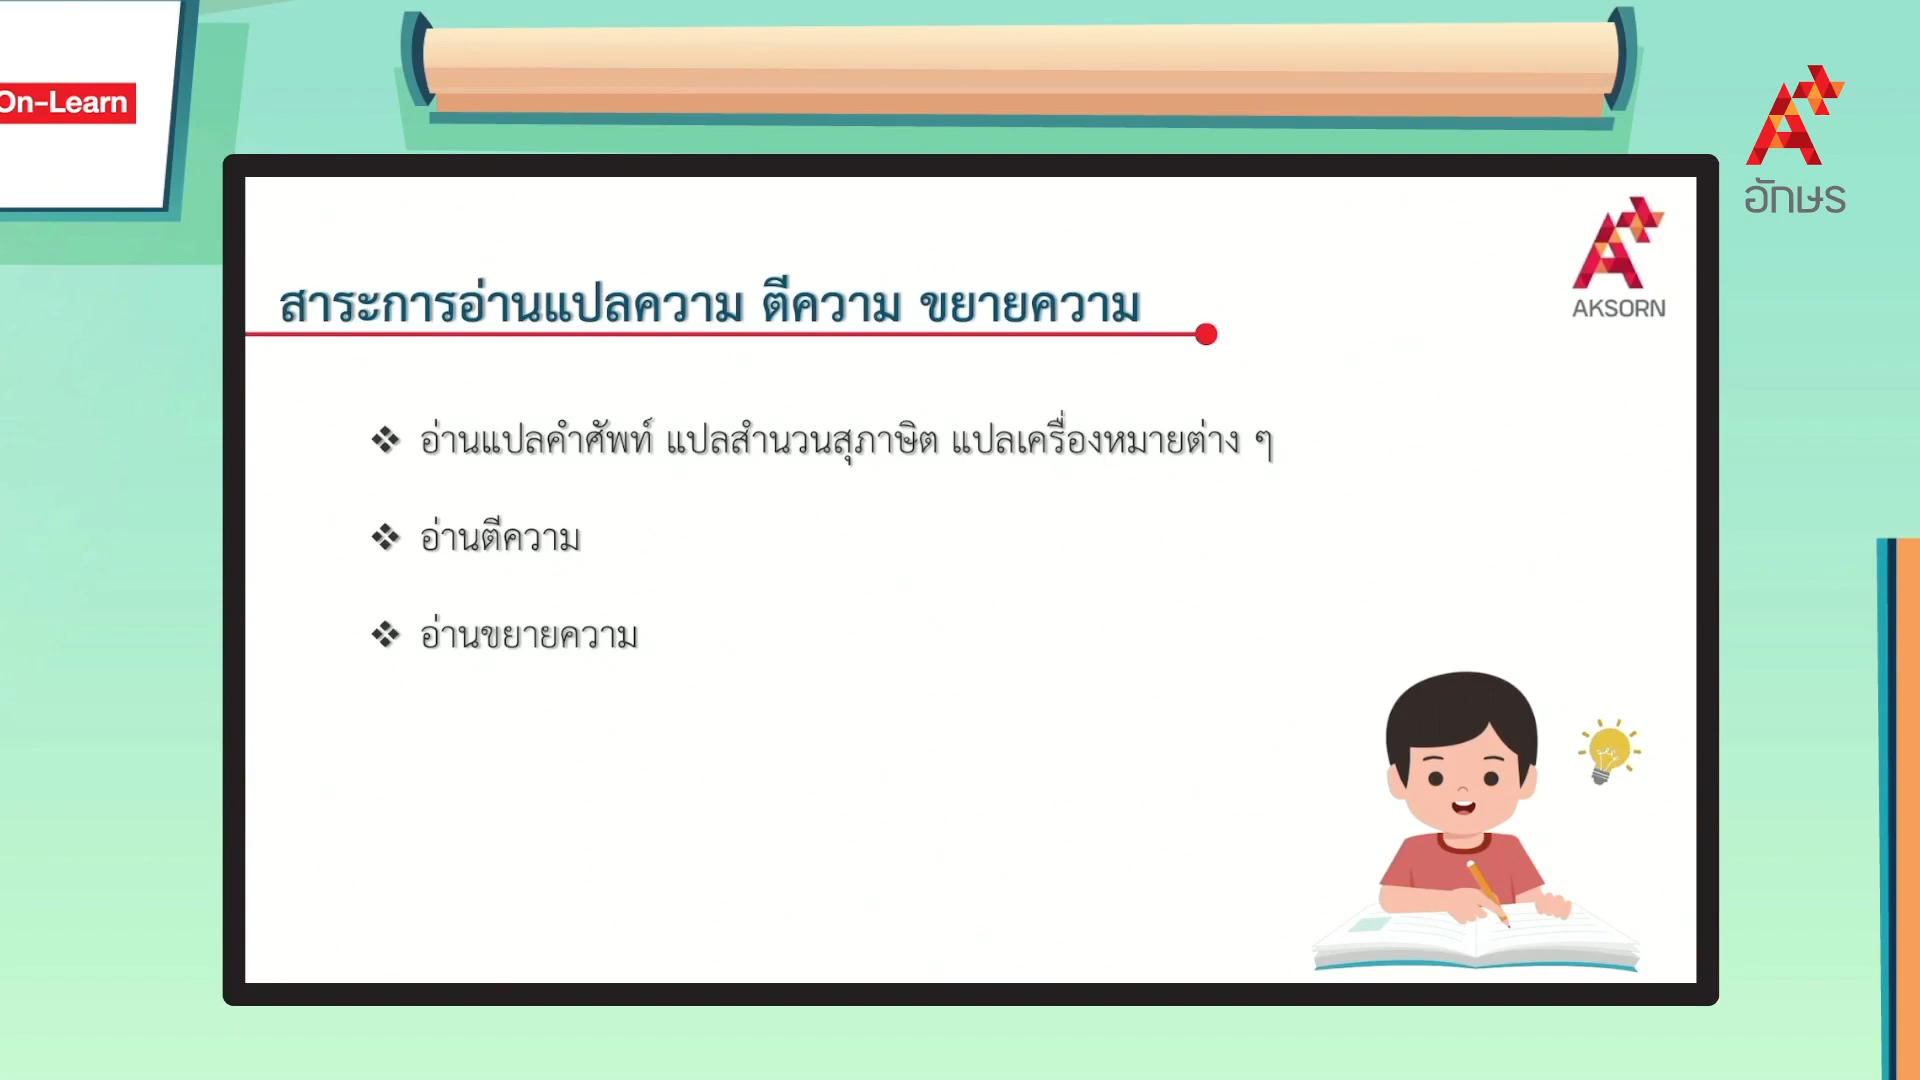 On-Learn
อักษร
AKSORN
สาระการอ่านแปลความ ตีความ ขยายความ
❖ อ่านแปลคำศัพท์ แปลสำนวนสุภาษิต แปลเครื่องหมายต่าง ๆ
❖ อ่านตีความ
❖ อ่านขยายความ